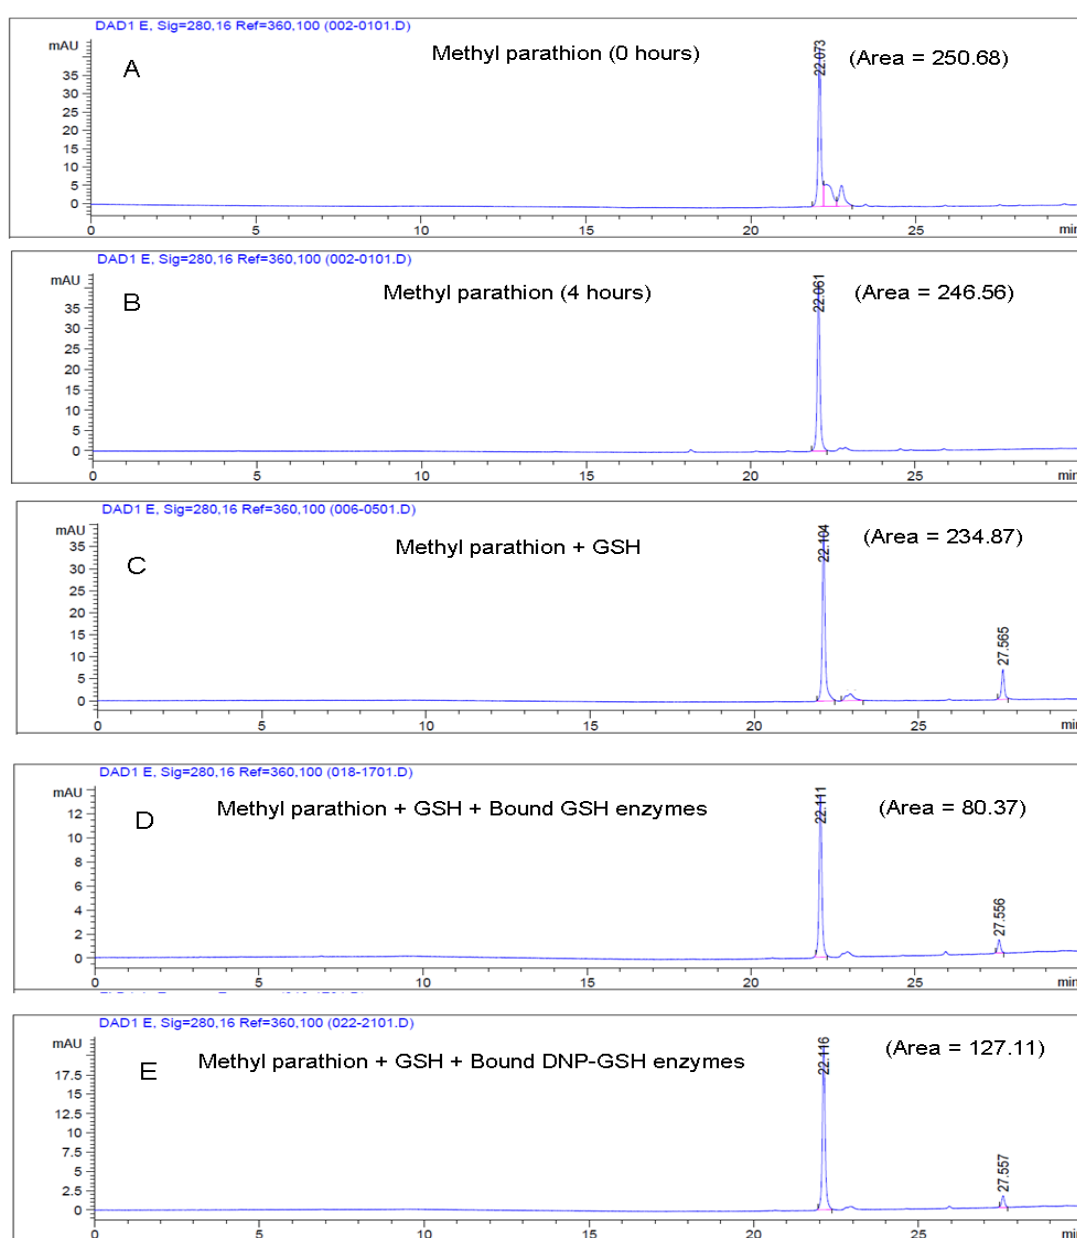 DAD1 E, Sig=280,16 Ref=360,100 (002-0101.D)
mAU
A
Methyl parathion (0 hours)
(Area = 250.68)
22.073
35
30
25
20
15
10
5
0
0 5 10 15 20 25 min
DAD1 E, Sig=280,16 Ref=360,100 (002-0101.D)
mAU
B
Methyl parathion (4 hours)
(Area = 246.56)
22.061
35
30
25
20
15
10
5
0
0 5 10 15 20 25 min
DAD1 E, Sig=280,16 Ref=360,100 (006-0501.D)
mAU
C
Methyl parathion + GSH
(Area = 234.87)
22.104
27.565
35
30
25
20
15
10
5
0
0 5 10 15 20 25 min
DAD1 E, Sig=280,16 Ref=360,100 (018-1701.D)
mAU
D
Methyl parathion + GSH + Bound GSH enzymes
(Area = 80.37)
22.111
27.556
12
10
8
6
4
2
0
0 5 10 15 20 25 min
DAD1 E, Sig=280,16 Ref=360,100 (022-2101.D)
mAU
E
Methyl parathion + GSH + Bound DNP-GSH enzymes
(Area = 127.11)
22.116
27.557
17.5
15
12.5
10
7.5
5
2.5
0
0 5 10 15 20 25 min